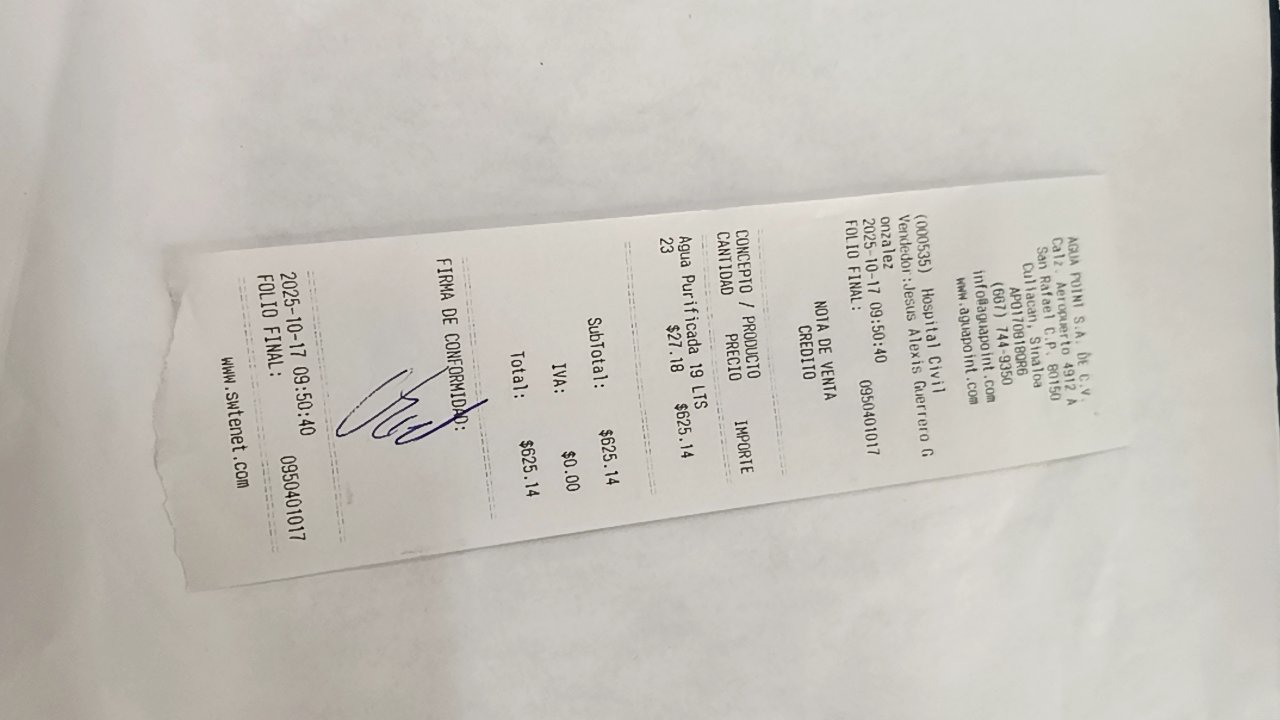 AGUA POINT S.A. DE C.V.
Calz. Aeropuerto 4912 A
San Rafael C.P. 80150
Culiacan, Sinaloa
APO170818QR6
(667) 744-9350
info@aguapoint.com
www.aguapoint.com
(000535) Hospital Civil
Vendedor:Jesus Alexis Guerrero G
onzalez
2025-10-17 09:50:40 0950401017
FOLIO FINAL:
NOTA DE VENTA
CREDITO
CONCEPTO / PRODUCTO
CANTIDAD PRECIO IMPORTE
Agua Purificada 19 LTS
23 $27.18 $625.14
SubTotal: $625.14
IVA: $0.00
Total: $625.14
FIRMA DE CONFORMIDAD:
2025-10-17 09:50:40 0950401017
FOLIO FINAL:
www.swtenet.com